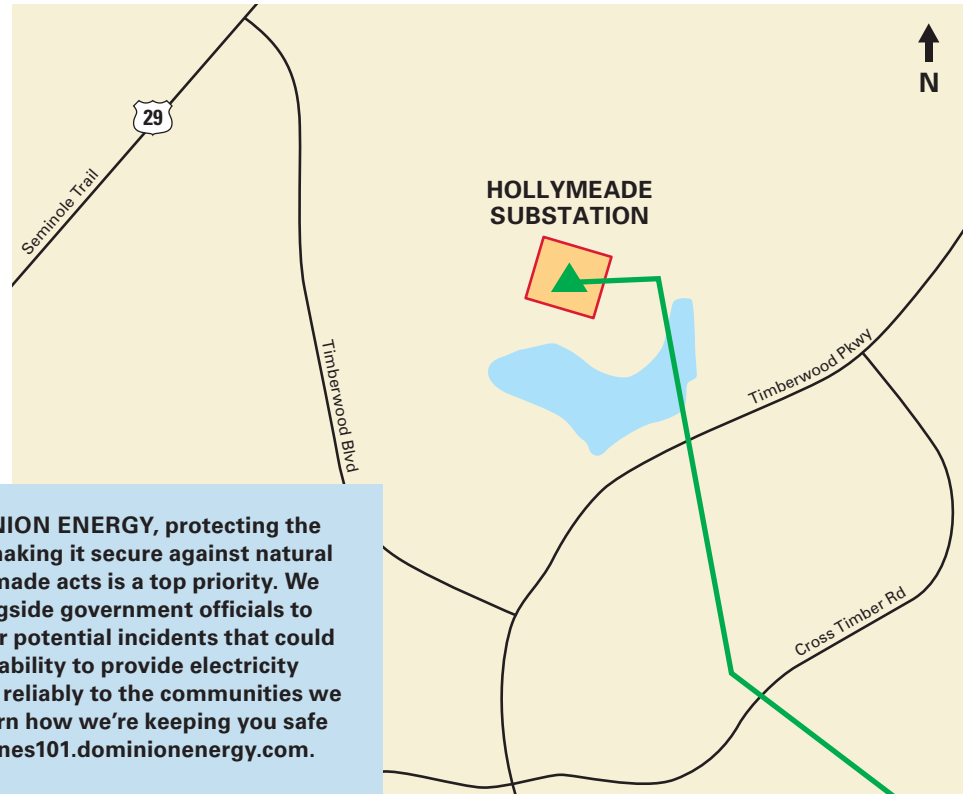 N
29
Seminole Trail
HOLLYMEADE
SUBSTATION
Timberwood Blvd
Timberwood Pkwy
Cross Timber Rd
NION ENERGY, protecting the
making it secure against natural
made acts is a top priority. We
gside government officials to
r potential incidents that could
ability to provide electricity
reliably to the communities we
rn how we're keeping you safe
nes101.dominionenergy.com.